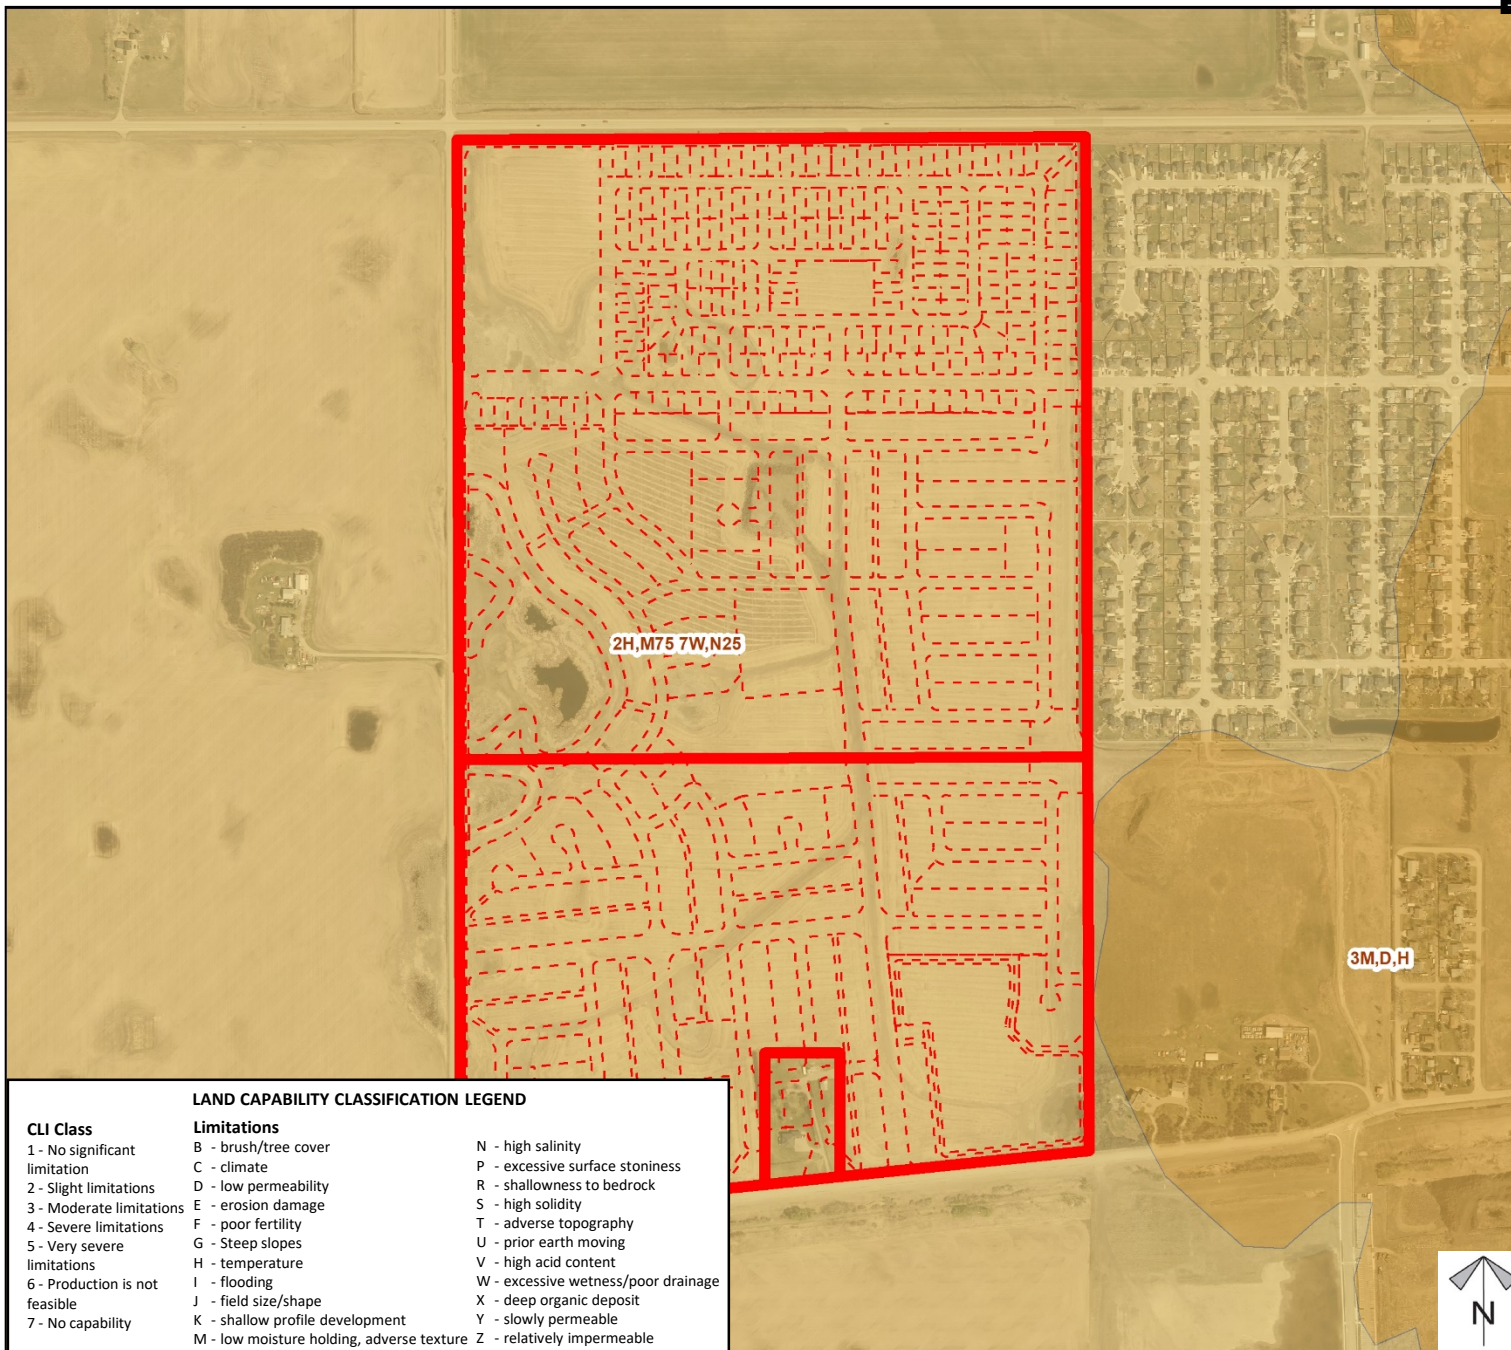 2H,M75 7W,N25
3M,D,H
LAND CAPABILITY CLASSIFICATION LEGEND
CLI Class
1 - No significant
limitation
2 - Slight limitations
3 - Moderate limitations
4 - Severe limitations
5 - Very severe
limitations
6 - Production is not
feasible
7 - No capability
Limitations
B - brush/tree cover
C - climate
D - low permeability
E - erosion damage
F - poor fertility
G - Steep slopes
H - temperature
I - flooding
J - field size/shape
K - shallow profile development
M - low moisture holding, adverse texture
N - high salinity
P - excessive surface stoniness
R - shallowness to bedrock
S - high solidity
T - adverse topography
U - prior earth moving
V - high acid content
W - excessive wetness/poor drainage
X - deep organic deposit
Y - slowly permeable
Z - relatively impermeable
N